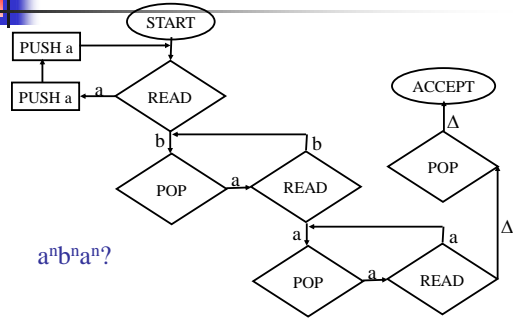 START
PUSH a
PUSH a
a
READ
ACCEPT
Δ
b
b
POP
POP
a
READ
Δ
a
a
aⁿbⁿaⁿ?
POP
a
READ